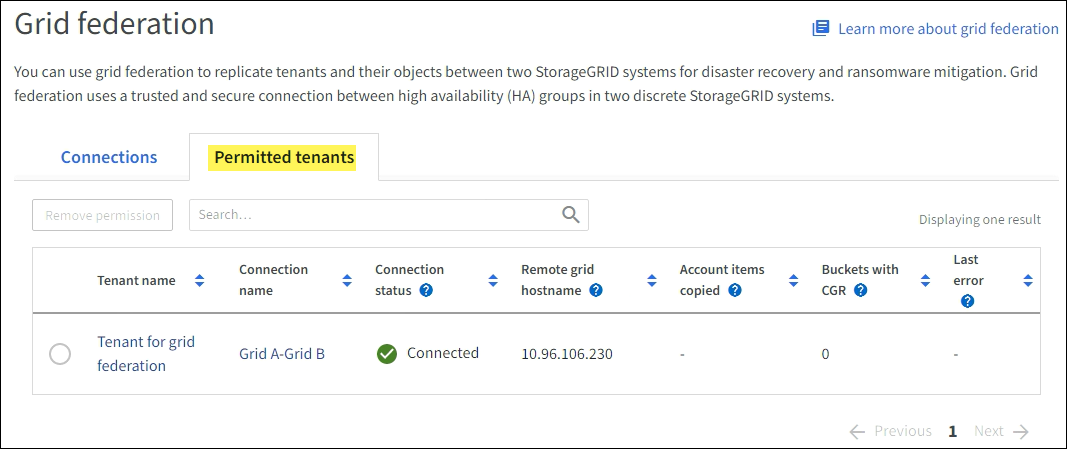 Grid federation
Learn more about grid federation
You can use grid federation to replicate tenants and their objects between two StorageGRID systems for disaster recovery and ransomware mitigation. Grid
federation uses a trusted and secure connection between high availability (HA) groups in two discrete StorageGRID systems.
Connections
Permitted tenants
Remove permission
Search...
Displaying one result
Tenant name
Connection
name
Connection
status ?
Remote grid
hostname ?
Account items
copied ?
Buckets with
CGR ?
Last
error
?
Tenant for grid
federation
Grid A-Grid B
Connected
10.96.106.230
-
0
-
Previous
1
Next